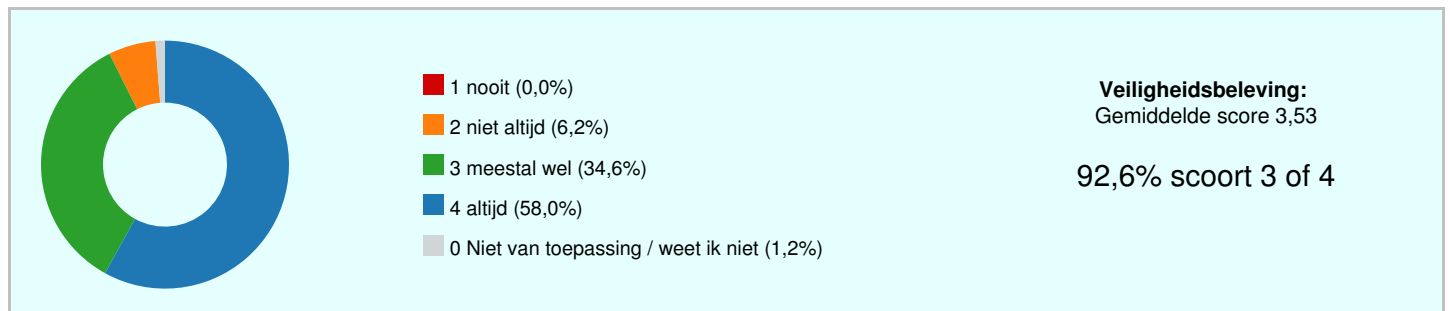 1 nooit (0,0%)
2 niet altijd (6,2%)
3 meestal wel (34,6%)
4 altijd (58,0%)
0 Niet van toepassing / weet ik niet (1,2%)
Veiligheidsbeleving:
Gemiddelde score 3,53
92,6% scoort 3 of 4